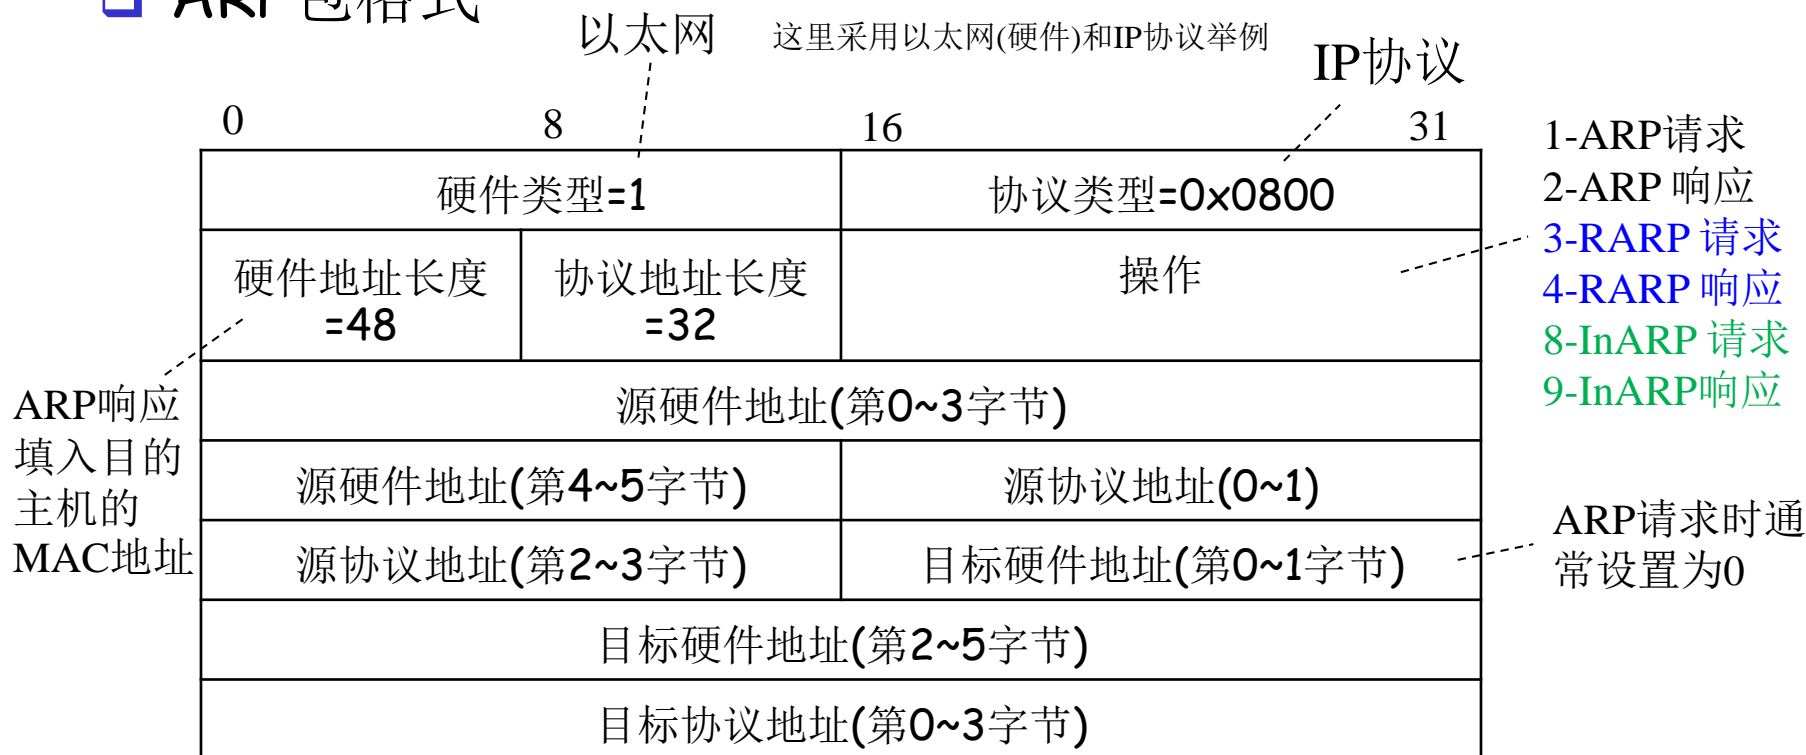 ARP包格式
以太网
这里采用以太网(硬件)和IP协议举例
IP协议
0 8 16 31
硬件类型=1 协议类型=0x0800
硬件地址长度
=48
协议地址长度
=32
操作
1-ARP请求
2-ARP 响应
3-RARP 请求
4-RARP 响应
8-InARP 请求
9-InARP响应
源硬件地址(第0~3字节)
源硬件地址(第4~5字节) 源协议地址(0~1)
源协议地址(第2~3字节) 目标硬件地址(第0~1字节)
目标硬件地址(第2~5字节)
目标协议地址(第0~3字节)
ARP响应
填入目的
主机的
MAC地址
ARP请求时通
常设置为0